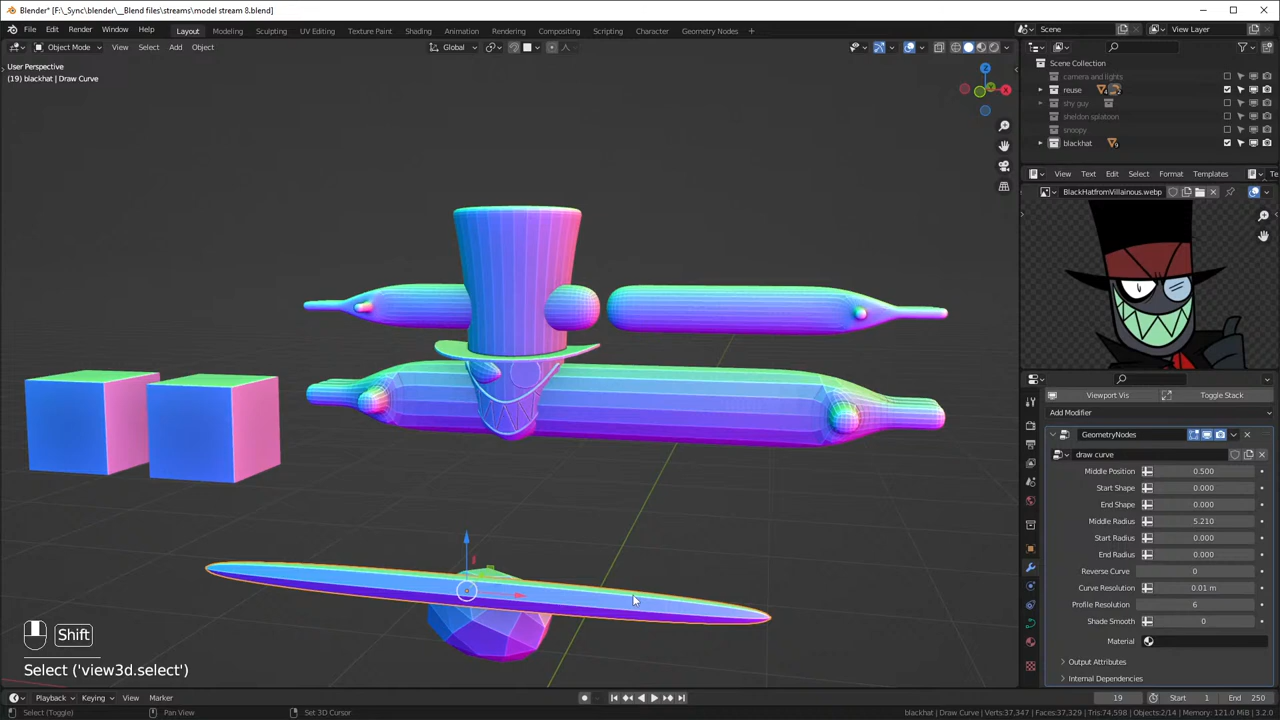 Blender* [F:\_Sync\blender\__Blend files\streams\model stream 8.blend]
File Edit Render Window Help Layout Modeling Sculpting UV Editing Texture Paint Shading Animation Rendering Compositing Scripting Character Geometry Nodes + Scene View Layer
Object Mode View Select Add Object Global
User Perspective
(19) blackhat | Draw Curve
Scene Collection
camera and lights
reuse
shy guy
sheldon splatoon
snoopy
blackhat
View Text Edit Select Format Templates
BlackHatfromVillainous.webp
Viewport Vis Toggle Stack
Add Modifier
GeometryNodes
draw curve
Middle Position 0.500
Start Shape 0.000
End Shape 0.000
Middle Radius 5.210
Start Radius 0.000
End Radius 0.000
Reverse Curve 0
Curve Resolution 0.01 m
Profile Resolution 6
Shade Smooth 0
Material
Output Attributes
Internal Dependencies
Shift
Select ('view3d.select')
Playback Keying View Marker 19 Start 1 End 250
Select (Toggle) Pan View Set 3D Cursor blackhat | Draw Curve | Verts:37,347 | Faces:37,329 | Tris:74,598 | Objects:2/14 | Memory: 121.0 MiB | 3.2.0